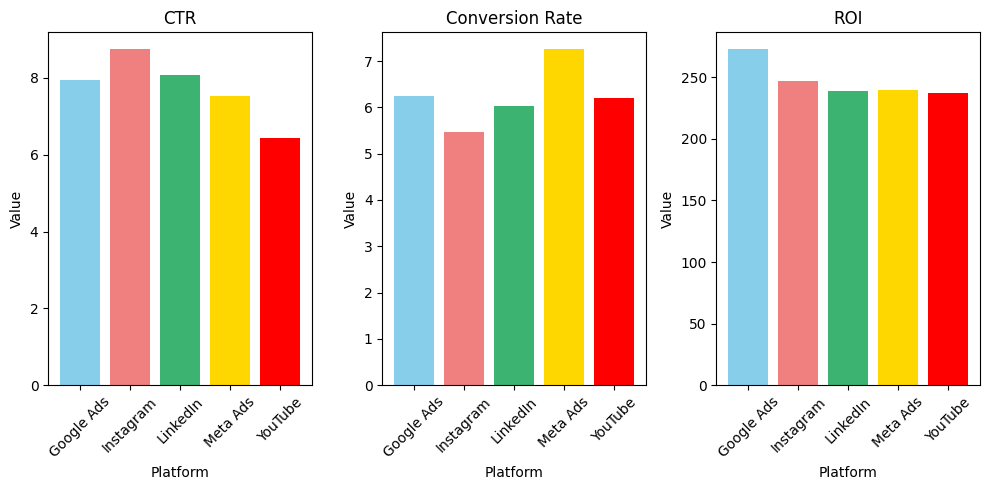 CTR
Value
8
6
4
2
0
Google Ads
Instagram
LinkedIn
Meta Ads
YouTube
Platform
Conversion Rate
Value
7
6
5
4
3
2
1
0
Google Ads
Instagram
LinkedIn
Meta Ads
YouTube
Platform
ROI
Value
250
200
150
100
50
0
Google Ads
Instagram
LinkedIn
Meta Ads
YouTube
Platform